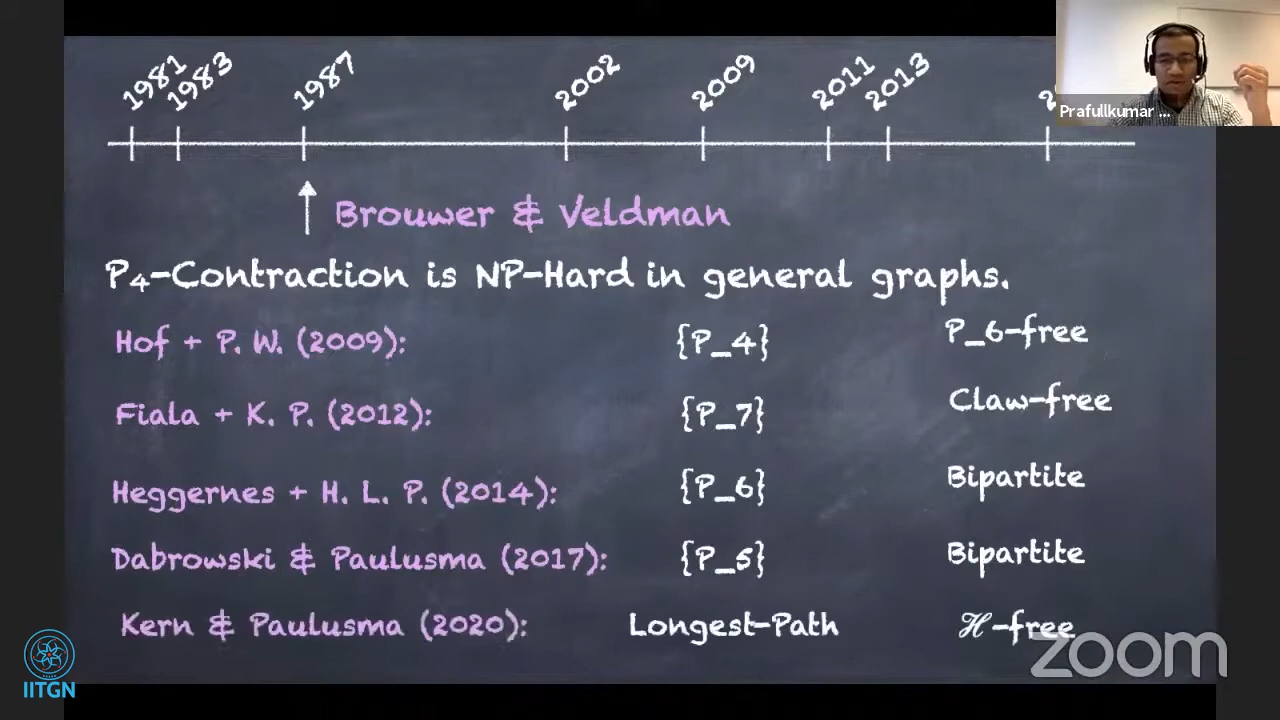 1981 1983 1987 2002 2009 2011 2013
Prafullkumar ...
Brouwer & Veldman
P₄-Contraction is NP-Hard in general graphs.
Hof + P. W. (2009): {P_4} P_6-free
Fiala + K. P. (2012): {P_7} Claw-free
Heggernes + H. L. P. (2014): {P_6} Bipartite
Dabrowski & Paulusma (2017): {P_5} Bipartite
Kern & Paulusma (2020): Longest-Path ℋ-free
zoom
IITGN